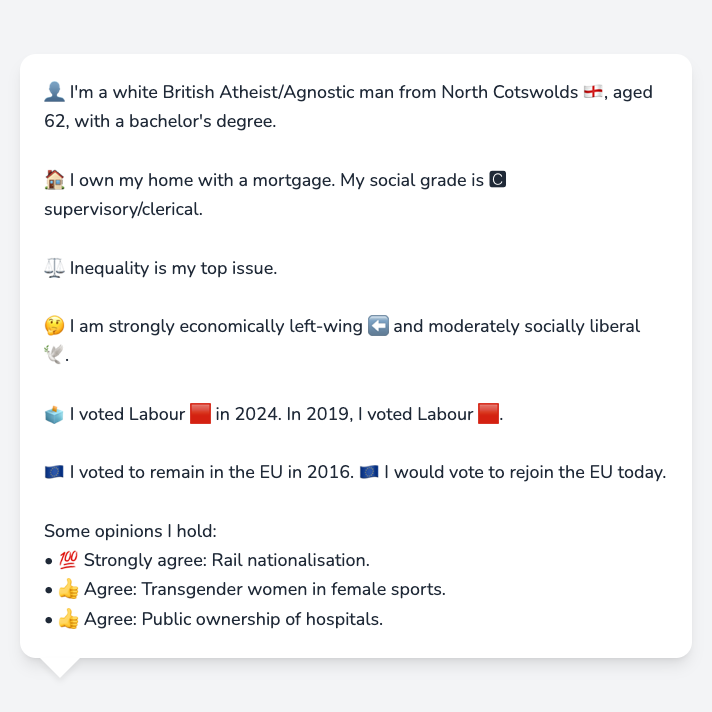 👤 I'm a white British Atheist/Agnostic man from North Cotswolds 🏴󠁧󠁢󠁥󠁮󠁧󠁿, aged
62, with a bachelor's degree.
🏠 I own my home with a mortgage. My social grade is 🅲
supervisory/clerical.
⚖️ Inequality is my top issue.
🤔 I am strongly economically left-wing ⬅️ and moderately socially liberal
🕊️.
🗳️ I voted Labour 🟥 in 2024. In 2019, I voted Labour 🟥.
🇪🇺 I voted to remain in the EU in 2016. 🇪🇺 I would vote to rejoin the EU today.
Some opinions I hold:
• 💯 Strongly agree: Rail nationalisation.
• 👍 Agree: Transgender women in female sports.
• 👍 Agree: Public ownership of hospitals.